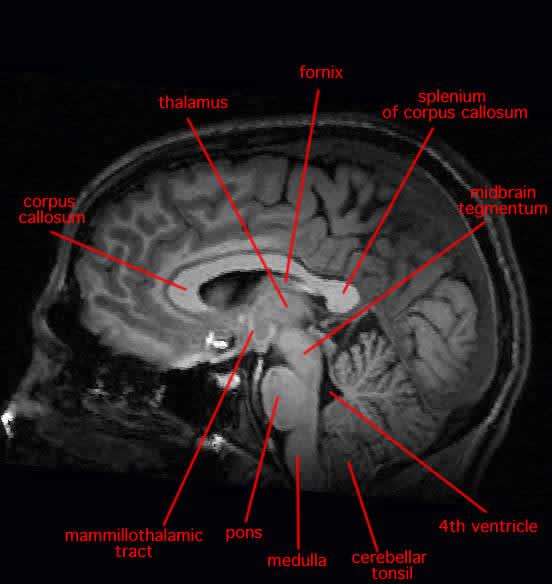 fornix
thalamus
splenium
of corpus callosum
midbrain
tegmentum
corpus
callosum
mammillothalamic
tract
pons
medulla
cerebellar
tonsil
4th ventricle